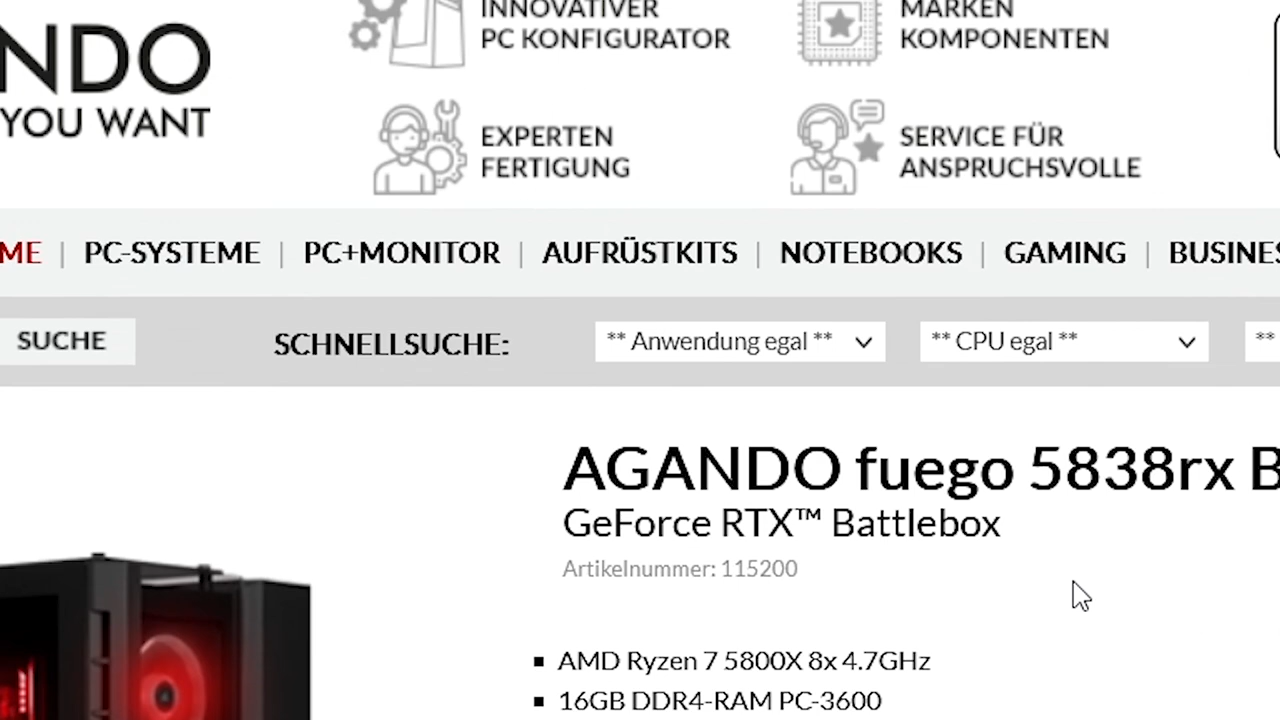 NDO
YOU WANT
INNOVATIVER
PC KONFIGURATOR
MARKEN
KOMPONENTEN
EXPERTEN
FERTIGUNG
SERVICE FÜR
ANSPRUCHSVOLLE
ME | PC-SYSTEME | PC+MONITOR | AUFRÜSTKITS | NOTEBOOKS | GAMING | BUSINES
SUCHE SCHNELLSUCHE: ** Anwendung egal ** ** CPU egal ** **
AGANDO fuego 5838rx B
GeForce RTX™ Battlebox
Artikelnummer: 115200
▪ AMD Ryzen 7 5800X 8x 4.7GHz
▪ 16GB DDR4-RAM PC-3600